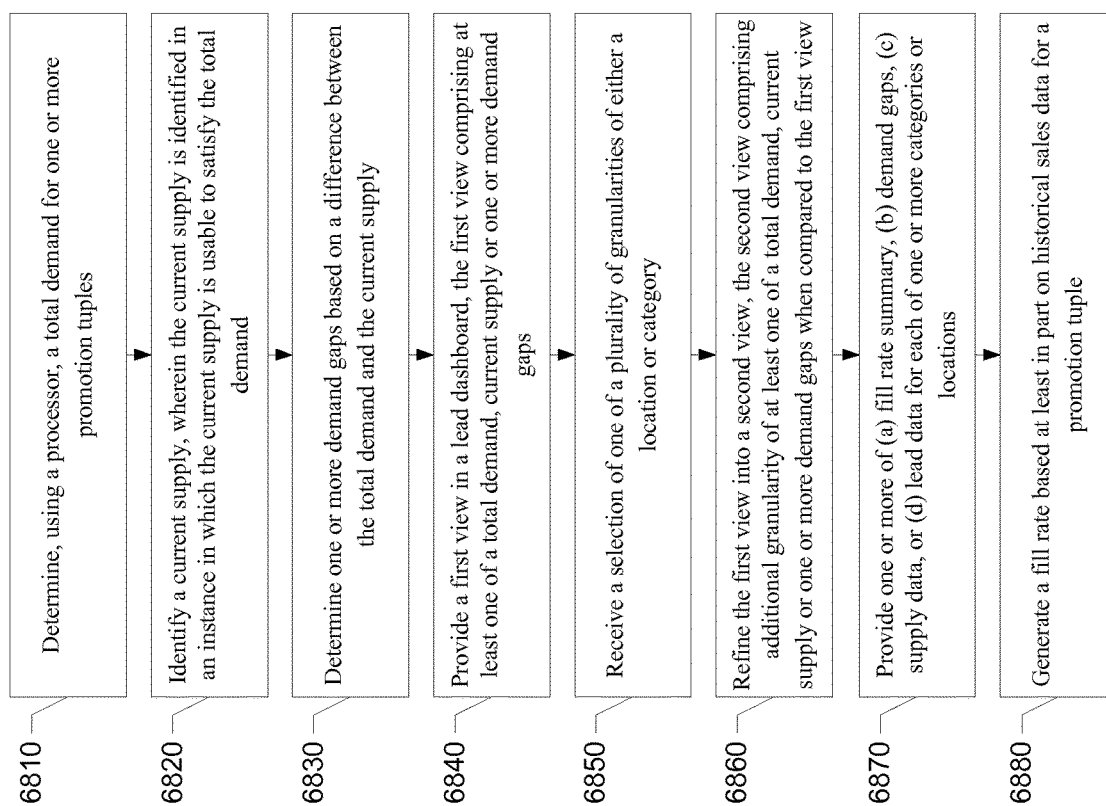 6810
Determine, using a processor, a total demand for one or more
promotion tuples
6820
Identify a current supply, wherein the current supply is identified in
an instance in which the current supply is usable to satisfy the total
demand
6830
Determine one or more demand gaps based on a difference between
the total demand and the current supply
6840
Provide a first view in a lead dashboard, the first view comprising at
least one of a total demand, current supply or one or more demand
gaps
6850
Receive a selection of one of a plurality of granularities of either a
location or category
6860
Refine the first view into a second view, the second view comprising
additional granularity of at least one of a total demand, current
supply or one or more demand gaps when compared to the first view
6870
Provide one or more of (a) fill rate summary, (b) demand gaps, (c)
supply data, or (d) lead data for each of one or more categories or
locations
6880
Generate a fill rate based at least in part on historical sales data for a
promotion tuple